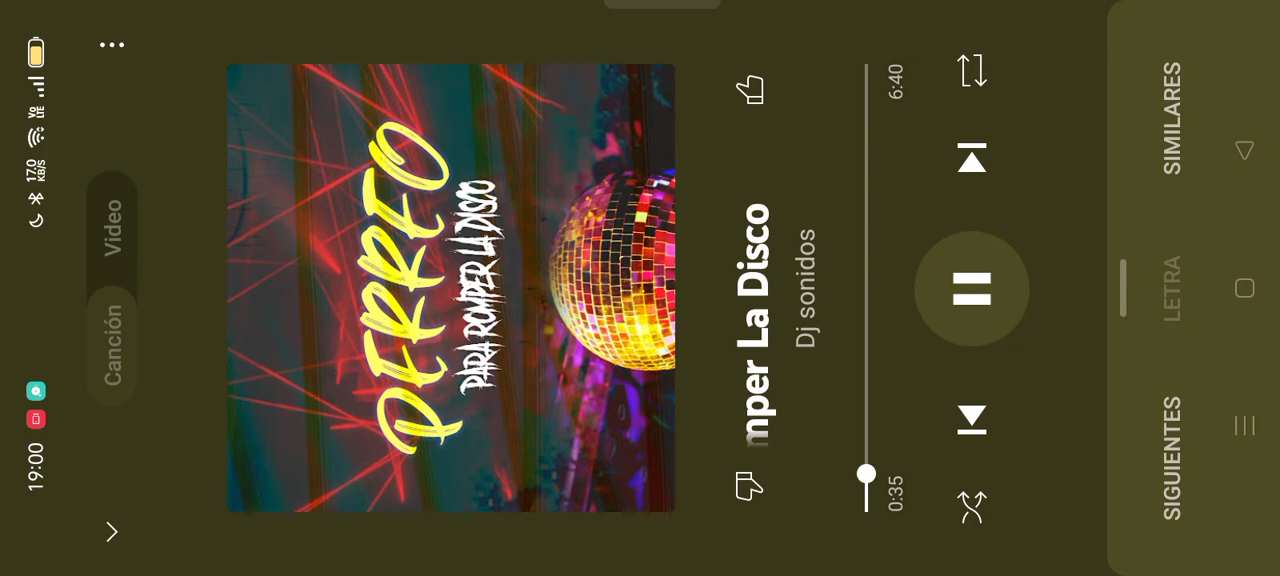 19:00
17.0 KB/S
Vo LTE
Canción Video
PERREO
PARA ROMPER LA DISCO
mper La Disco
Dj sonidos
0:35 6:40
SIGUIENTES LETRA SIMILARES